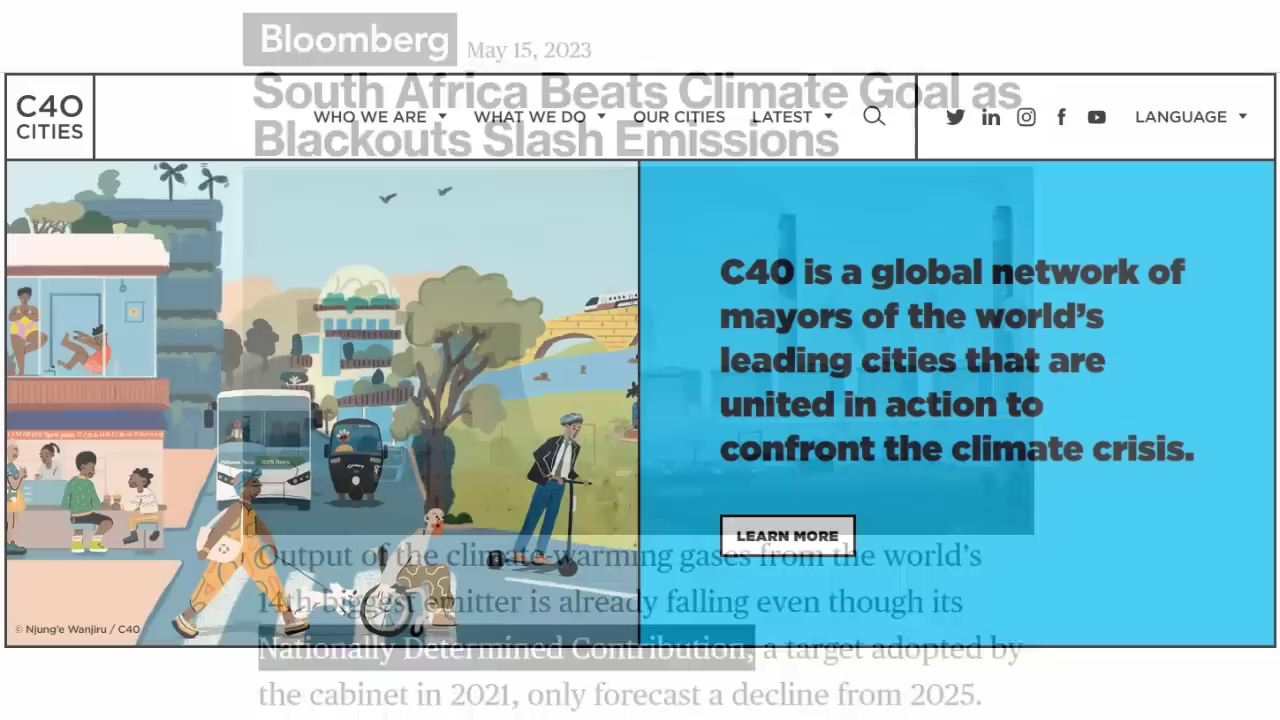 Bloomberg May 15, 2023
South Africa Beats Climate Goal as
Blackouts Slash Emissions
C40
CITIES
WHO WE ARE
WHAT WE DO
OUR CITIES
LATEST
LANGUAGE
C40 is a global network of
mayors of the world's
leading cities that are
united in action to
confront the climate crisis.
LEARN MORE
© Njung'e Wanjiru / C40
Output of the climate-warming gases from the world's
14th-biggest emitter is already falling even though its
Nationally Determined Contribution, a target adopted by
the cabinet in 2021, only forecast a decline from 2025.